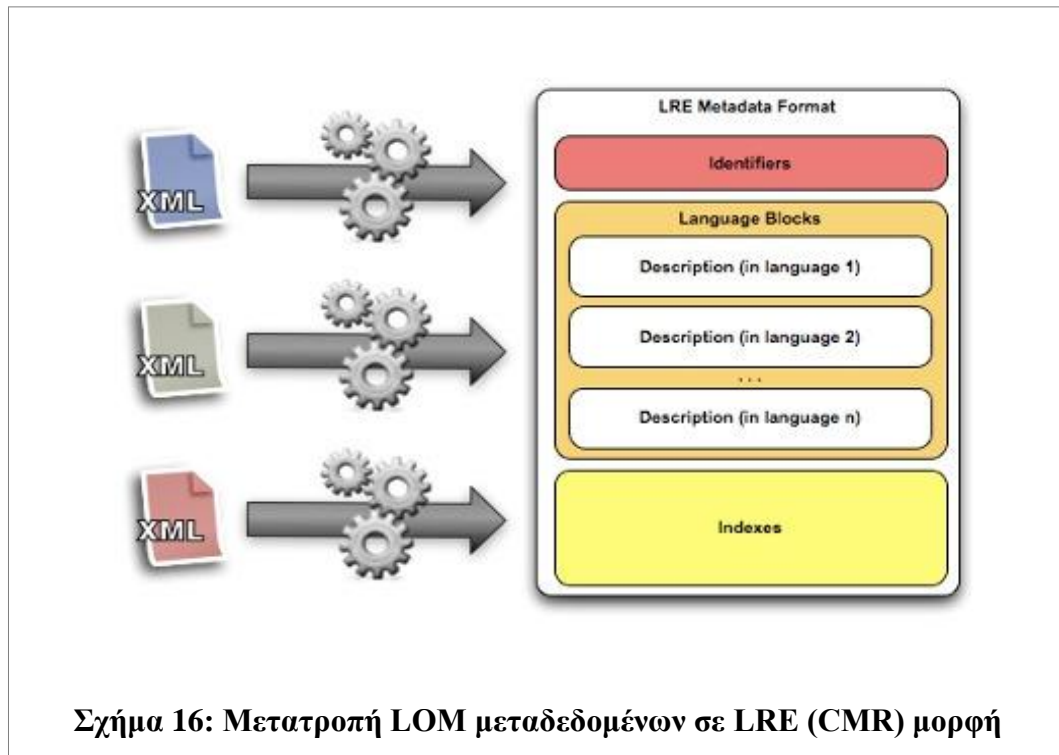 LRE Metadata Format
XML
Identifiers
Language Blocks
Description (in language 1)
XML
Description (in language 2)
...
Description (in language n)
XML
Indexes
Σχήμα 16: Μετατροπή LOM μεταδεδομένων σε LRE (CMR) μορφή